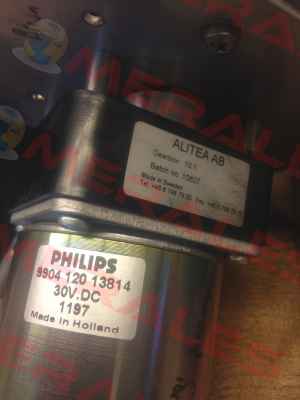 ALITEA AB
Gearbox 10:1
Batch no. 10627
Made in Sweden
PHILIPS
9904 120 13814
30V.DC
1197
Made in Holland
MERALES